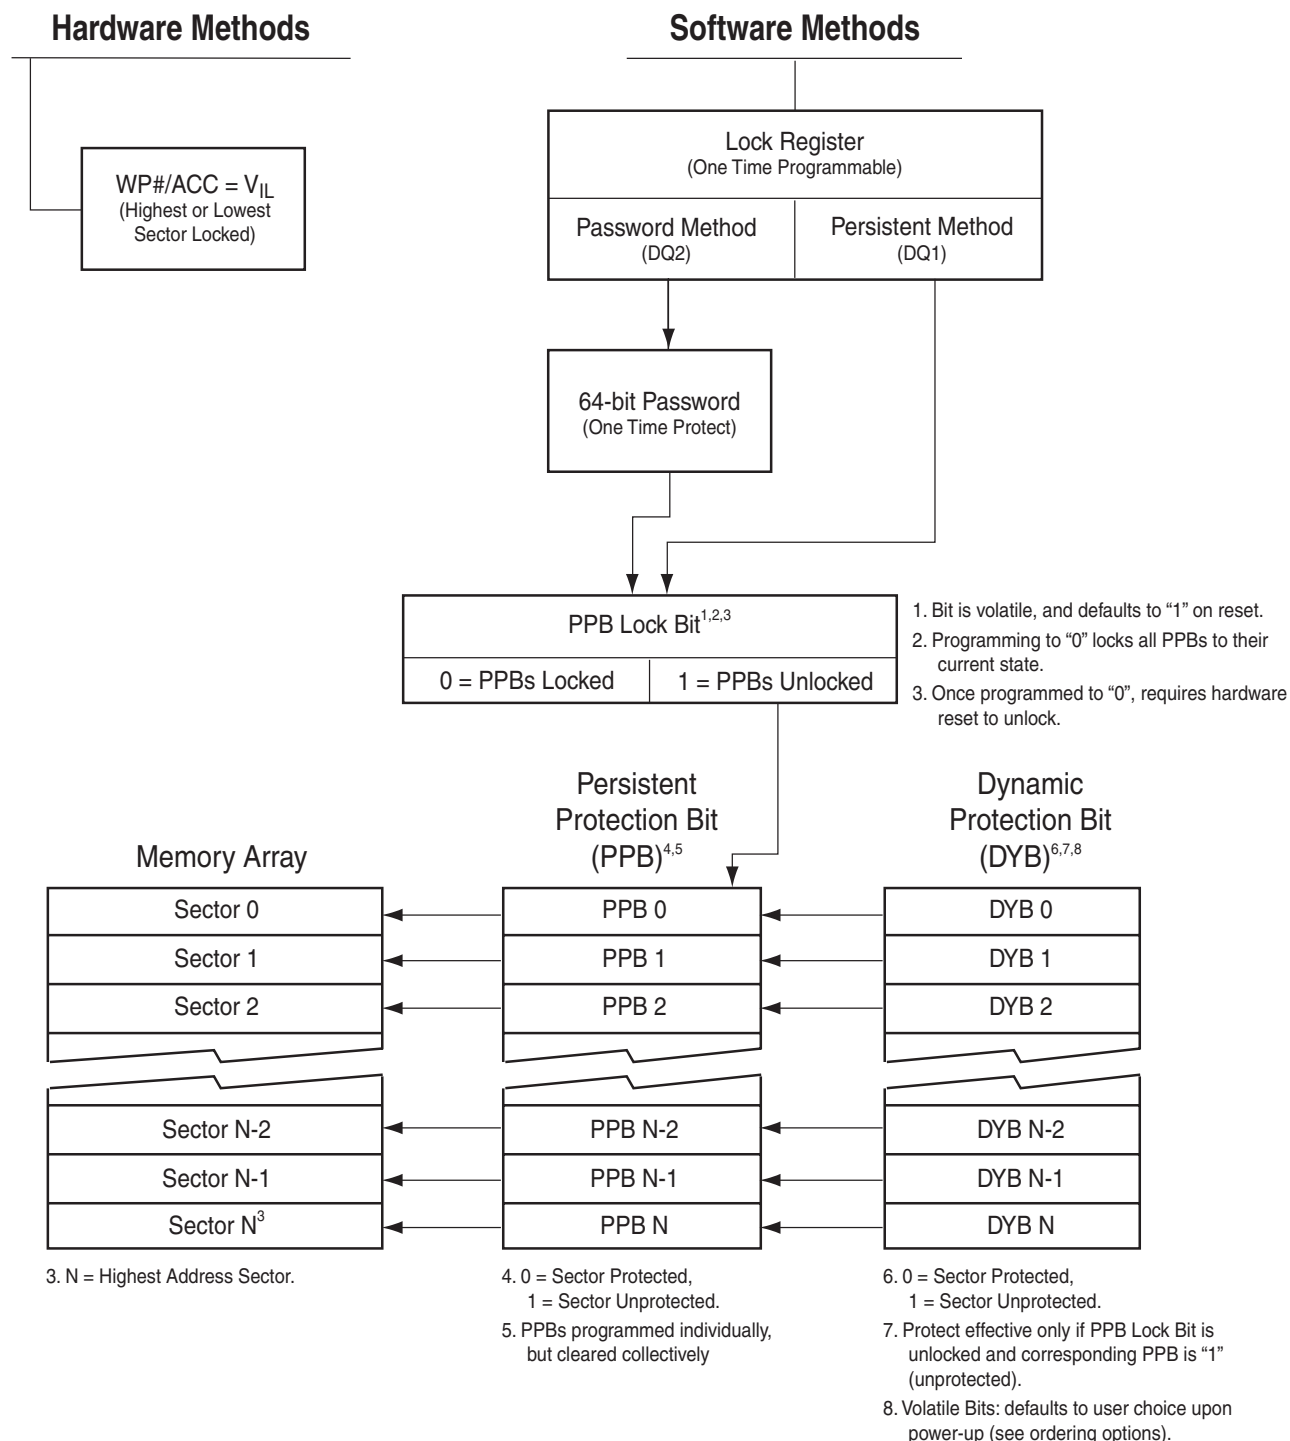 Hardware Methods
Software Methods
WP#/ACC = VIL
(Highest or Lowest
Sector Locked)
Lock Register
(One Time Programmable)
Password Method
(DQ2)
Persistent Method
(DQ1)
64-bit Password
(One Time Protect)
PPB Lock Bit1,2,3
0 = PPBs Locked
1 = PPBs Unlocked
1. Bit is volatile, and defaults to “1” on reset.
2. Programming to “0” locks all PPBs to their
current state.
3. Once programmed to “0”, requires hardware
reset to unlock.
Memory Array
Persistent
Protection Bit
(PPB)4,5
Dynamic
Protection Bit
(DYB)6,7,8
Sector 0
PPB 0
DYB 0
Sector 1
PPB 1
DYB 1
Sector 2
PPB 2
DYB 2
Sector N-2
PPB N-2
DYB N-2
Sector N-1
PPB N-1
DYB N-1
Sector N3
PPB N
DYB N
3. N = Highest Address Sector.
4. 0 = Sector Protected,
1 = Sector Unprotected.
5. PPBs programmed individually,
but cleared collectively
6. 0 = Sector Protected,
1 = Sector Unprotected.
7. Protect effective only if PPB Lock Bit is
unlocked and corresponding PPB is “1”
(unprotected).
8. Volatile Bits: defaults to user choice upon
power-up (see ordering options).